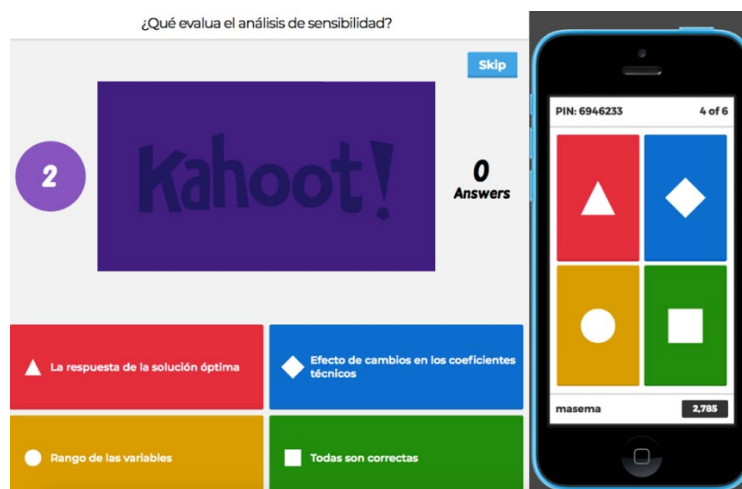 ¿Qué evalua el análisis de sensibilidad?
Skip
2
Kahoot!
0
Answers
La respuesta de la solución óptima
Efecto de cambios en los coeficientes
técnicos
Rango de las variables
Todas son correctas
PIN: 6946233
4 of 6
masema
2,785